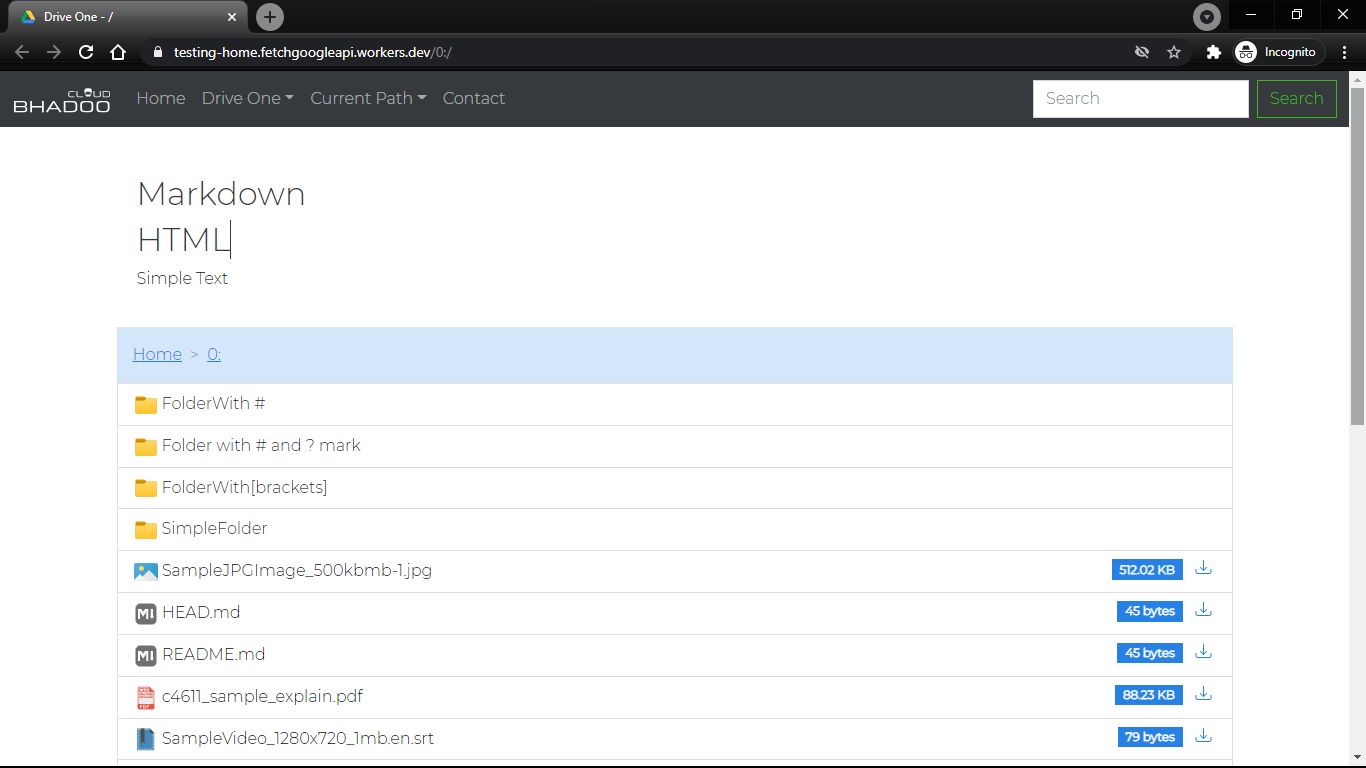 Drive One - /
testing-home.fetchgoogleapi.workers.dev/0:/
Incognito
CLOUD
BHADOO
Home Drive One Current Path Contact
Search Search
Markdown
HTML
Simple Text
Home > 0:
FolderWith #
Folder with # and ? mark
FolderWith[brackets]
SimpleFolder
SampleJPGImage_500kbmb-1.jpg 512.02 KB
HEAD.md 45 bytes
README.md 45 bytes
c4611_sample_explain.pdf 88.23 KB
SampleVideo_1280x720_1mb.en.srt 79 bytes